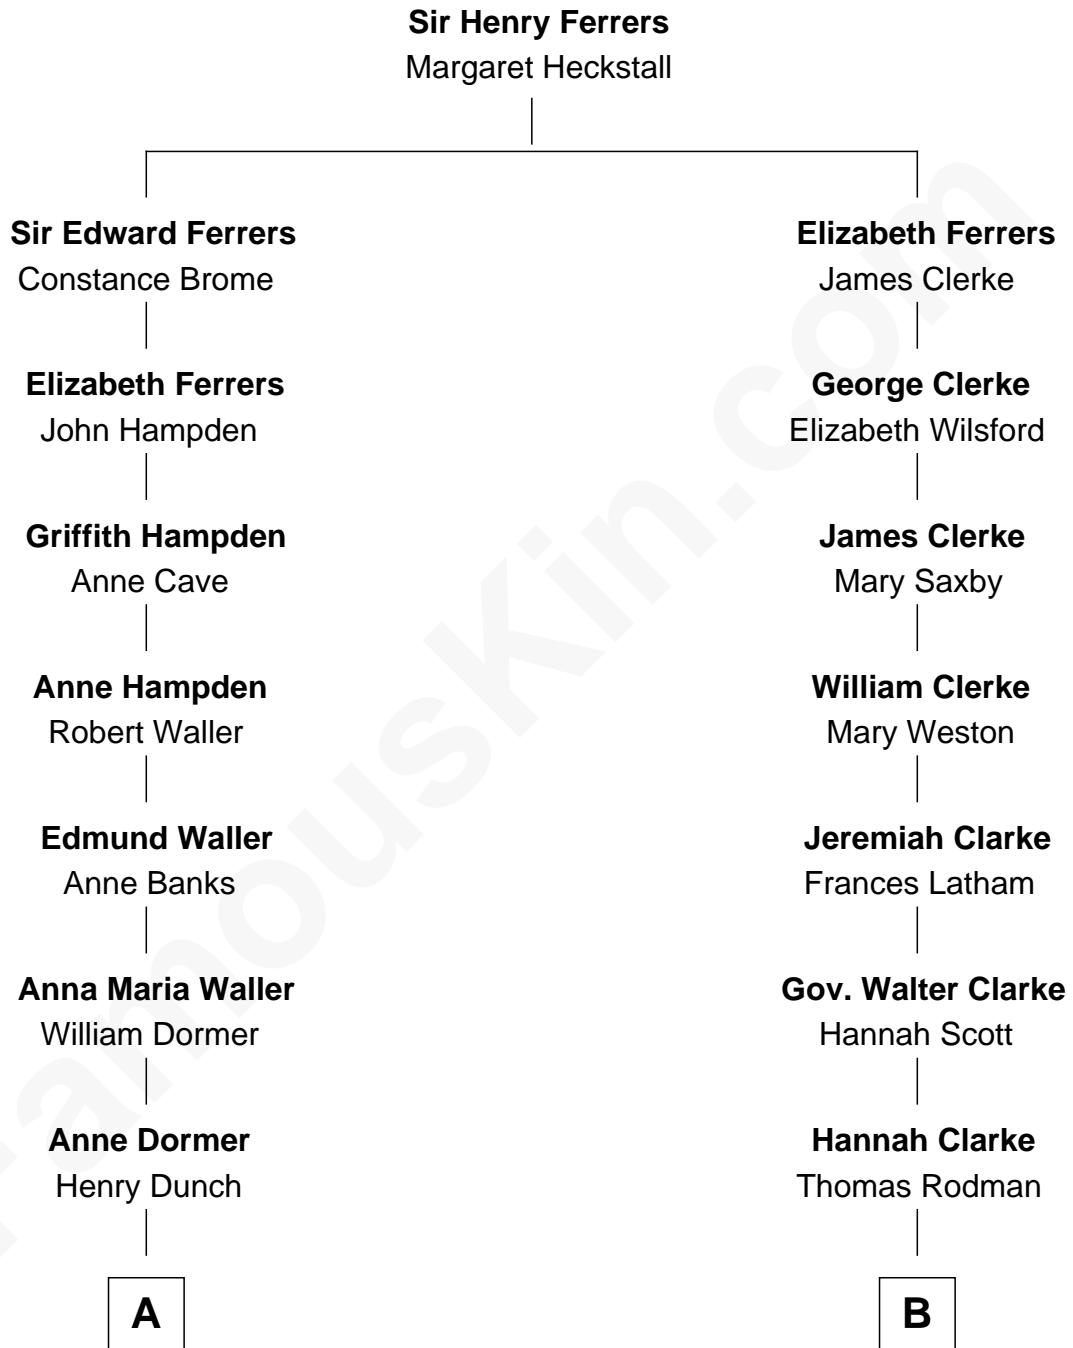 Sir Henry Ferrers
Margaret Heckstall
Sir Edward Ferrers
Constance Brome
Elizabeth Ferrers
John Hampden
Griffith Hampden
Anne Cave
Anne Hampden
Robert Waller
Edmund Waller
Anne Banks
Anna Maria Waller
William Dormer
Anne Dormer
Henry Dunch
A
Elizabeth Ferrers
James Clerke
George Clerke
Elizabeth Wilsford
James Clerke
Mary Saxby
William Clerke
Mary Weston
Jeremiah Clarke
Frances Latham
Gov. Walter Clarke
Hannah Scott
Hannah Clarke
Thomas Rodman
B
FamousKin.com